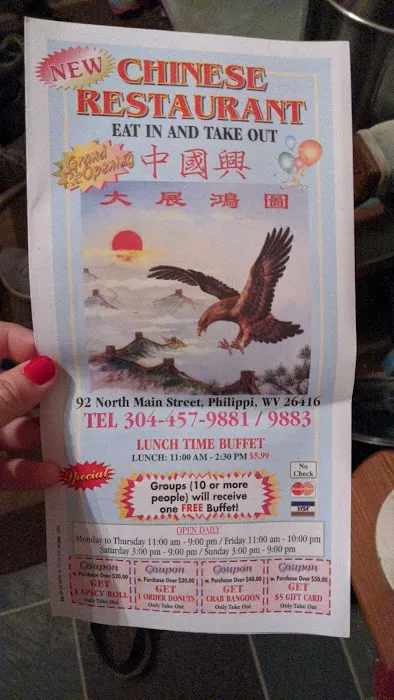 NEW
CHINESE
RESTAURANT
EAT IN AND TAKE OUT
Grand
Re-Opening
中國興
大展鴻圖
92 North Main Street, Philippi, WV 26416
TEL 304-457-9881 / 9883
LUNCH TIME BUFFET
LUNCH: 11:00 AM - 2:30 PM $5.99
Special
Groups (10 or more
people) will receive
one FREE Buffet!
No
Check
MasterCard
VISA
OPEN DAILY
Monday to Thursday 11:00 am - 9:00 pm / Friday 11:00 am - 10:00 pm
Saturday 3:00 pm - 9:00 pm / Sunday 3:00 pm - 9:00 pm
Coupon
w. Purchase Over $20.00
GET
1 SPICY ROLL
Only Take Out
Coupon
w. Purchase Over $30.00
GET
1 ORDER DONUTS
Only Take Out
Coupon
w. Purchase Over $40.00
GET
CRAB RANGOON
Only Take Out
Coupon
w. Purchase Over $50.00
GET
$5 GIFT CARD
Only Take Out